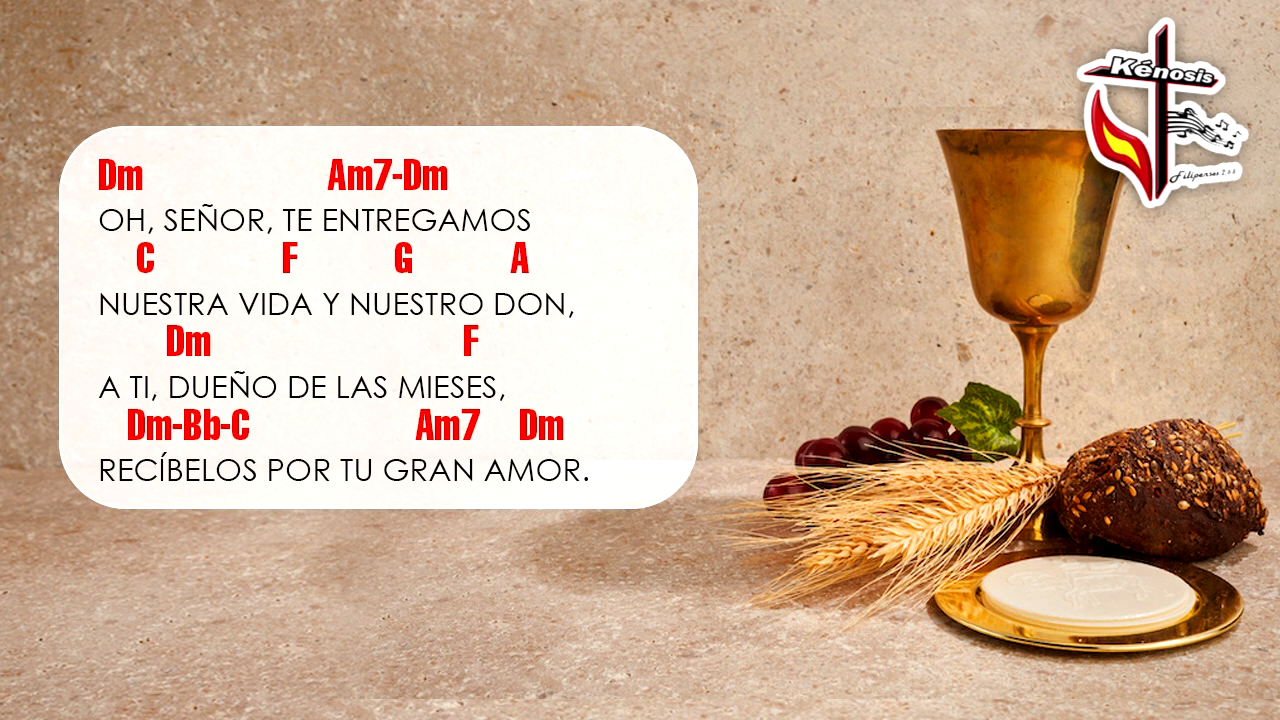 Dm Am7-Dm
OH, SEÑOR, TE ENTREGAMOS
C F G A
NUESTRA VIDA Y NUESTRO DON,
Dm F
A TI, DUEÑO DE LAS MIESES,
Dm-Bb-C Am7 Dm
RECÍBELOS POR TU GRAN AMOR.
Kénosis